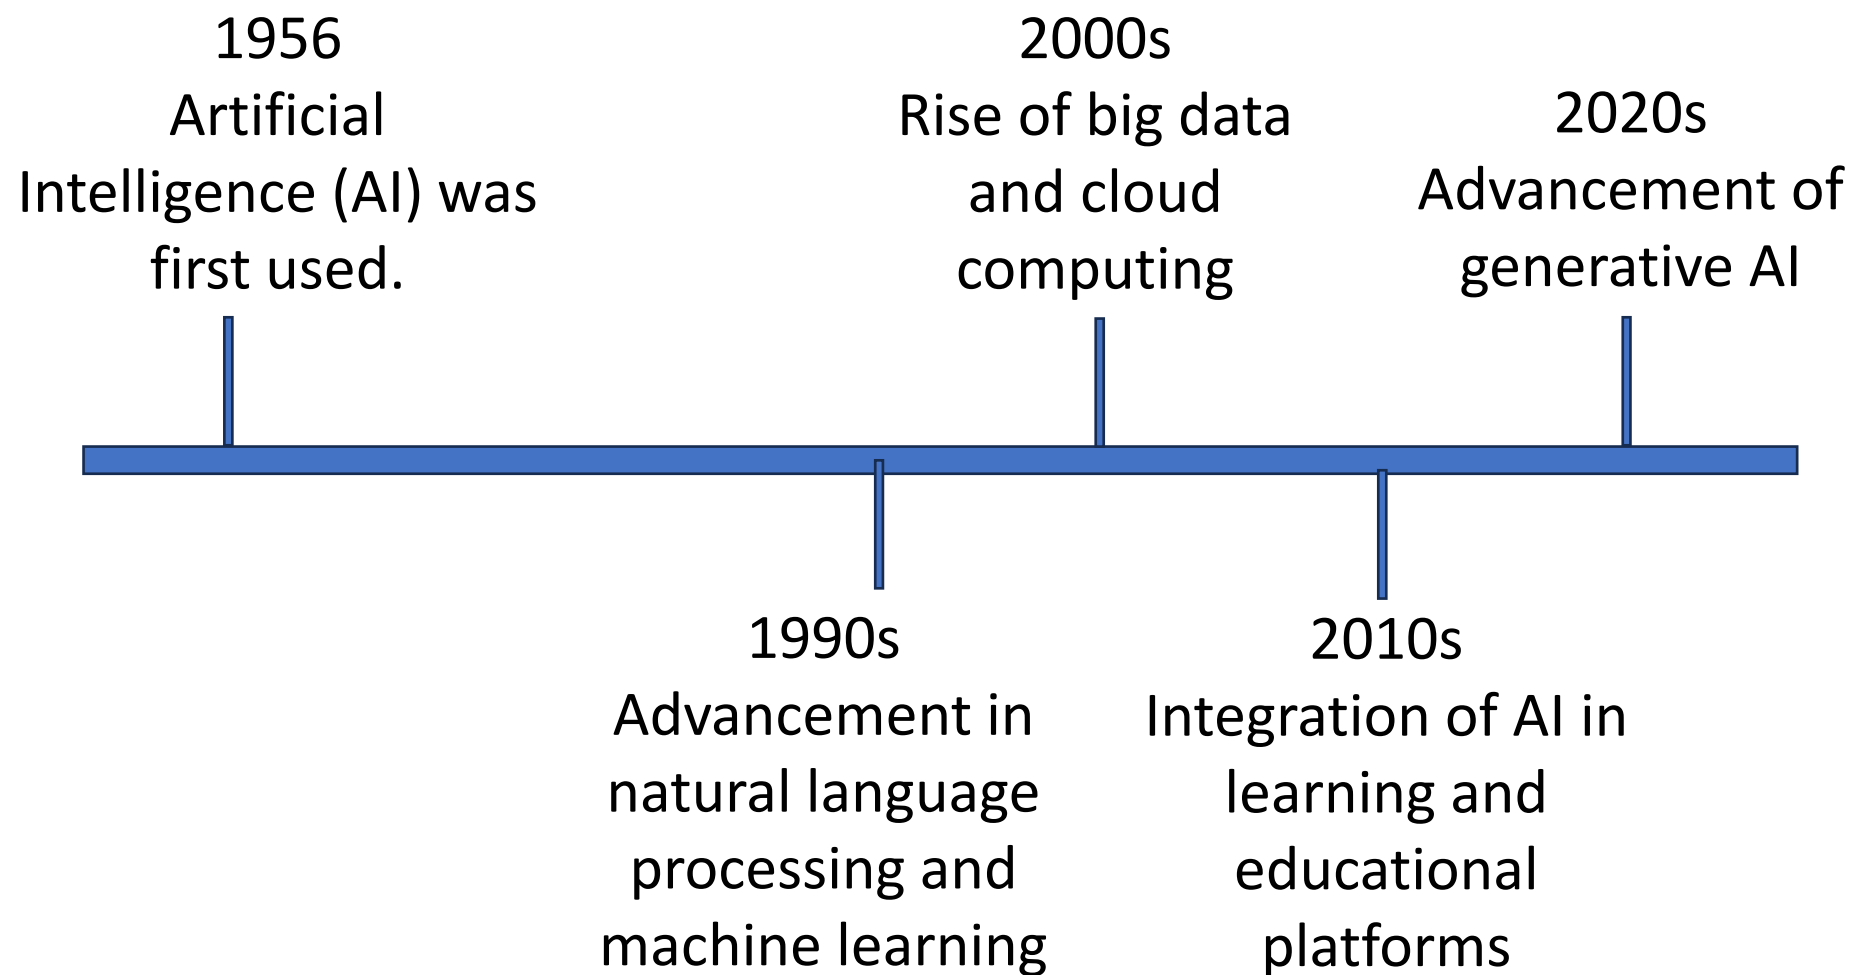 1956
Artificial
Intelligence (AI) was
first used.
1990s
Advancement in
natural language
processing and
machine learning
2000s
Rise of big data
and cloud
computing
2010s
Integration of AI in
learning and
educational
platforms
2020s
Advancement of
generative AI